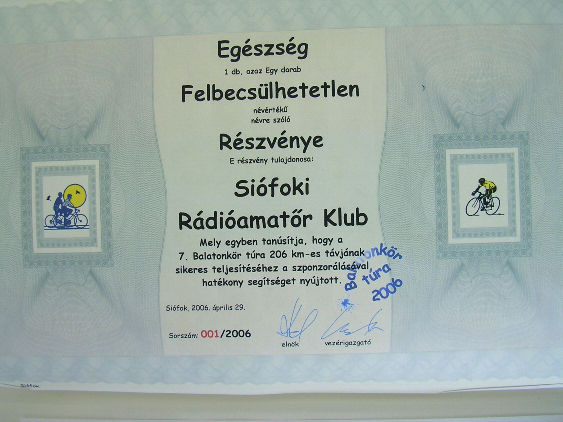 Egészség
1 db, azaz Egy darab
Felbecsülhetetlen
névértékű
névre szóló
Részvénye
E részvény tulajdonosa:
Siófoki
Rádióamatőr Klub
Mely egyben tanúsítja, hogy a
7. Balatonkör túra 206 km-es távjának
sikeres teljesítéséhez a szponzorálásával
hatékony segítséget nyújtott.
Balatonkör
túra
2006
Siófok, 2006. április 29.
Sorszám: 001/2006
elnök
vezérigazgató